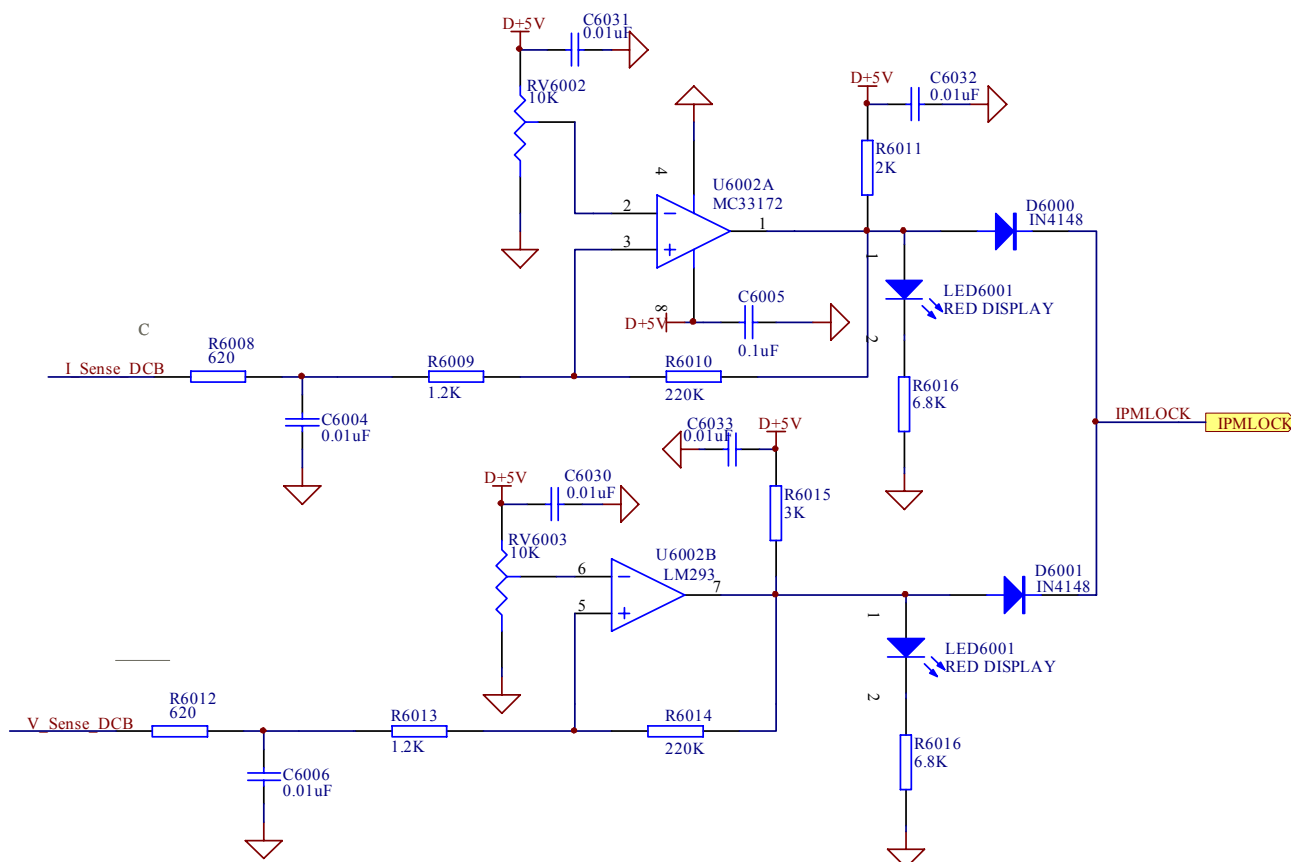 C6031
0.01uF
D+5V
RV6002
10K
D+5V
C6032
0.01uF
R6011
2K
4
U6002A
MC33172
2
3
1
8
D+5V
C6005
0.1uF
D6000
IN4148
1
LED6001
RED DISPLAY
2
C
I_Sense_DCB
R6008
620
R6009
1.2K
R6010
220K
R6016
6.8K
C6004
0.01uF
IPMLOCK
IPMLOCK
C6033
0.01uF
D+5V
D+5V
C6030
0.01uF
R6015
3K
RV6003
10K
U6002B
LM293
6
5
7
D6001
IN4148
1
LED6001
RED DISPLAY
2
V_Sense_DCB
R6012
620
R6013
1.2K
R6014
220K
R6016
6.8K
C6006
0.01uF